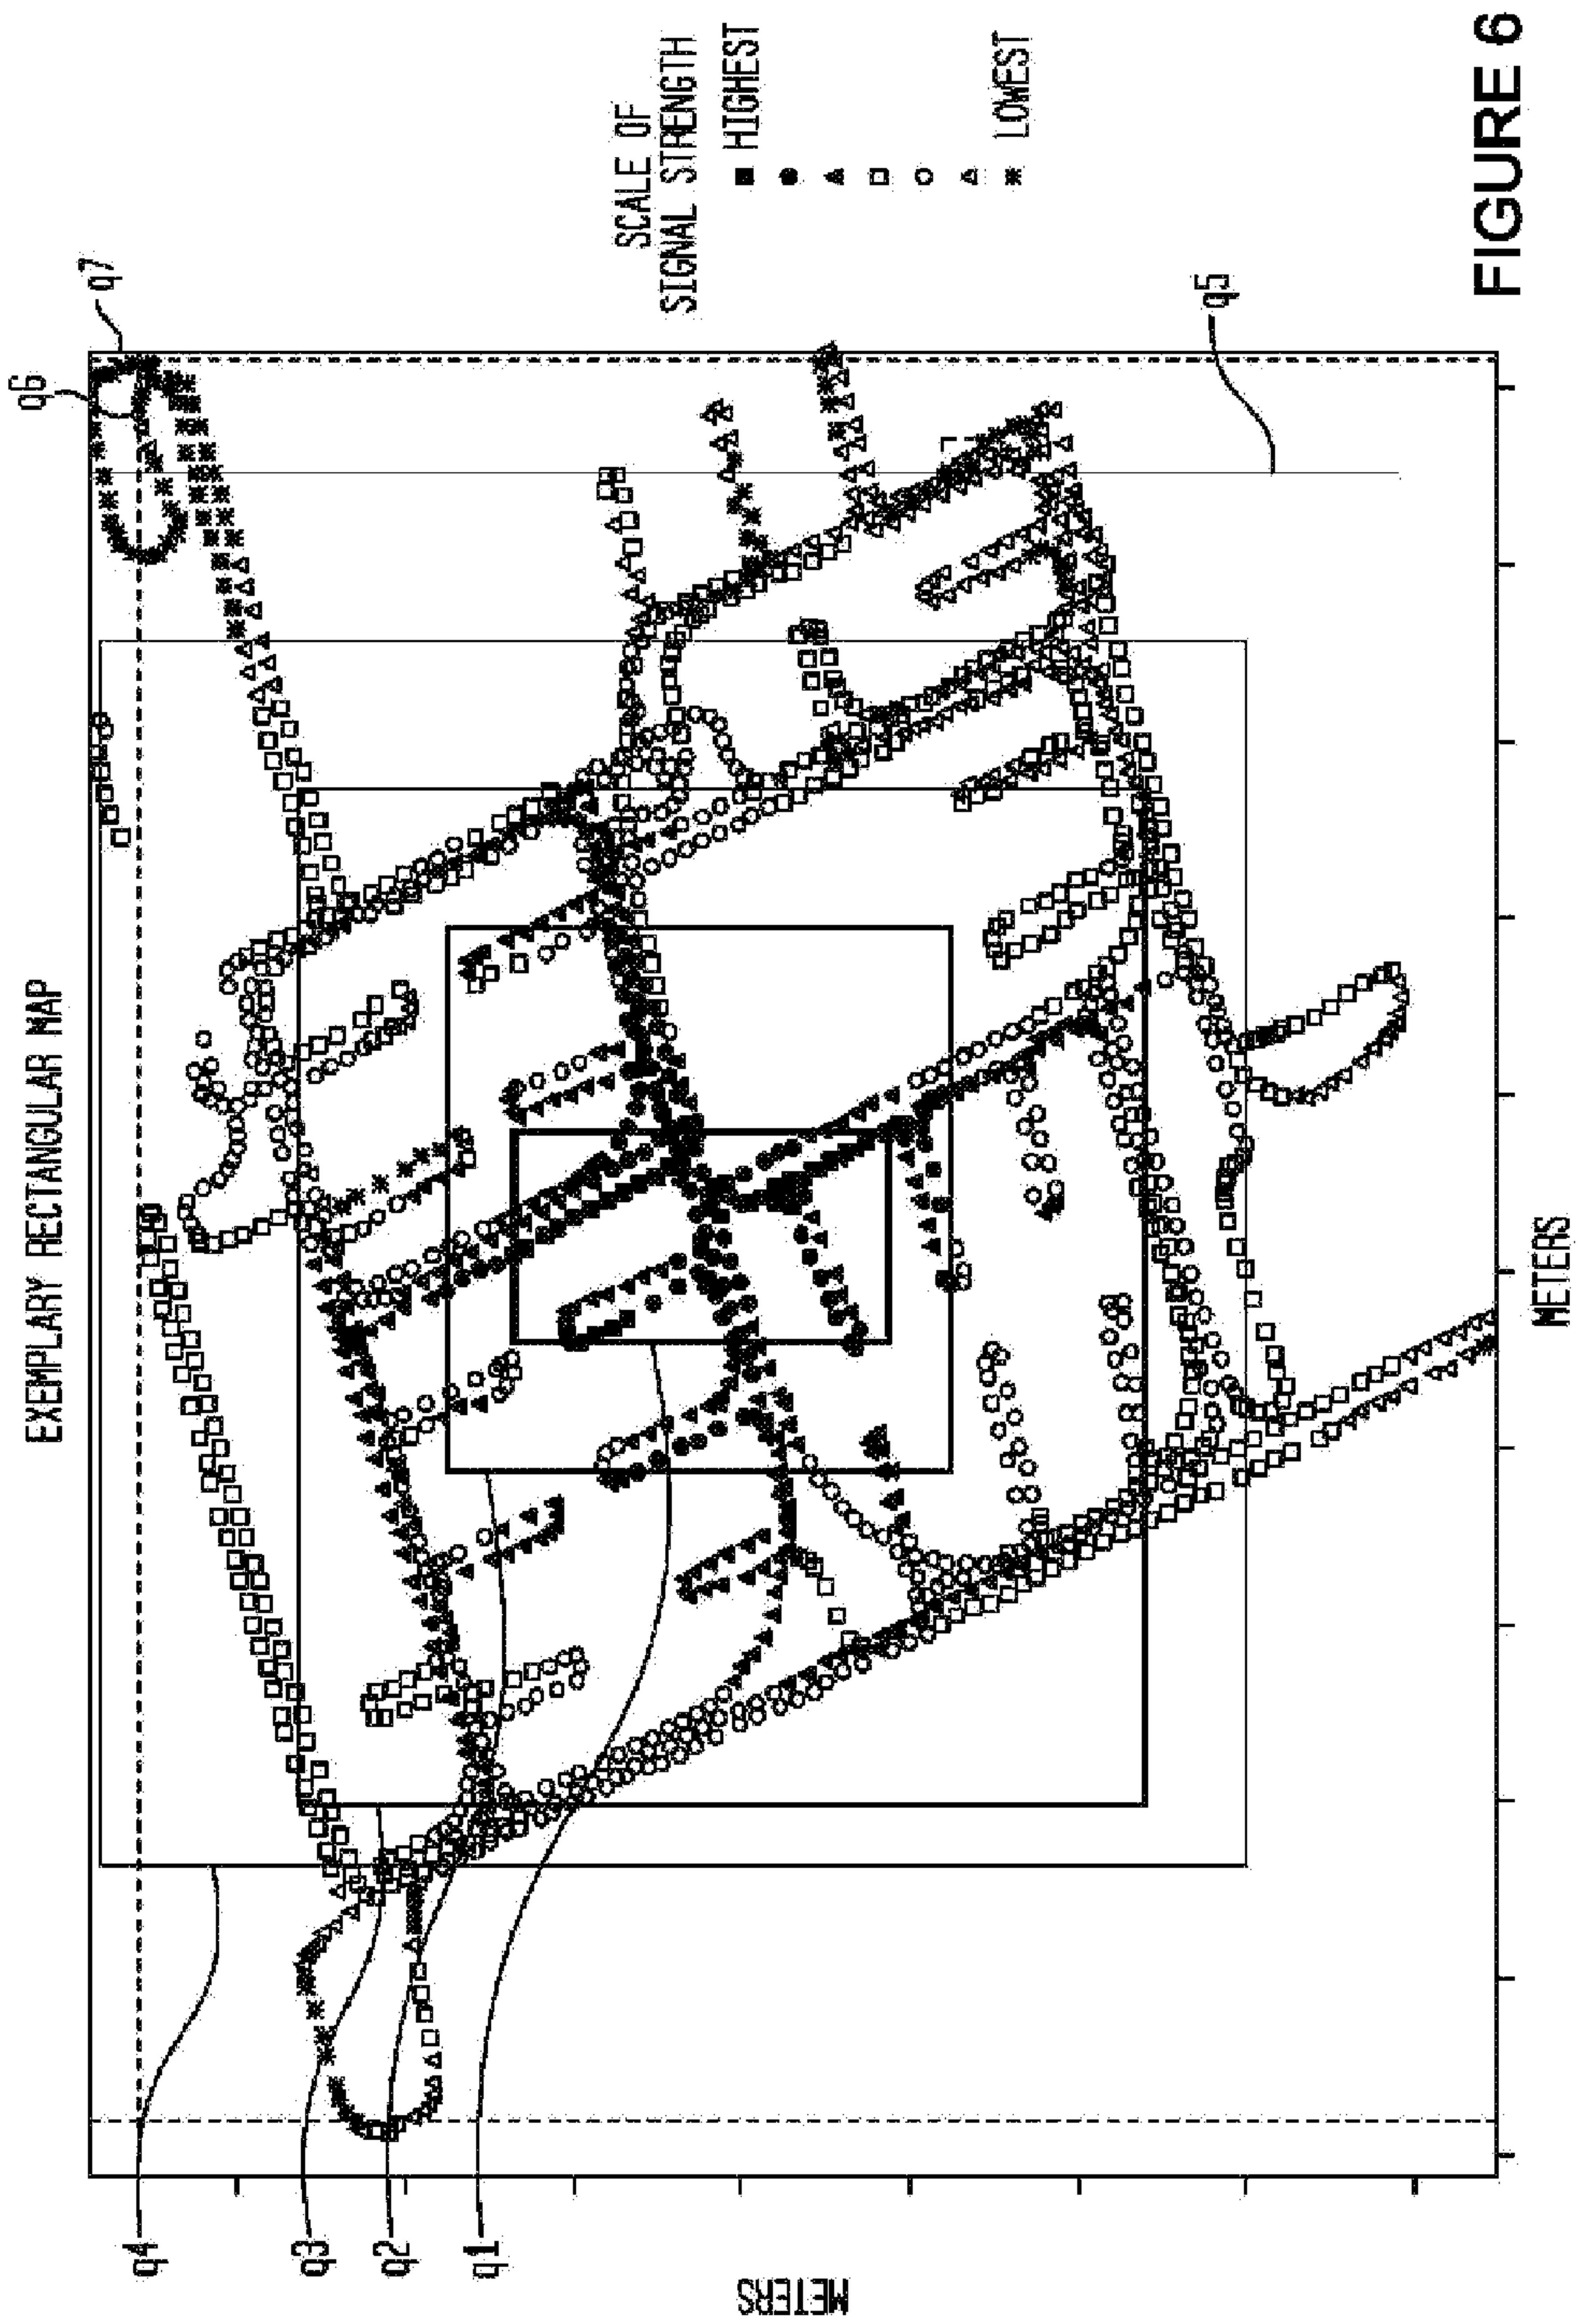 EXEMPLARY RECTANGULAR MAP
q6
q7
q5
q4
q3
q2
q1
METERS
METERS
SCALE OF
SIGNAL STRENGTH
HIGHEST
LOWEST
FIGURE 6